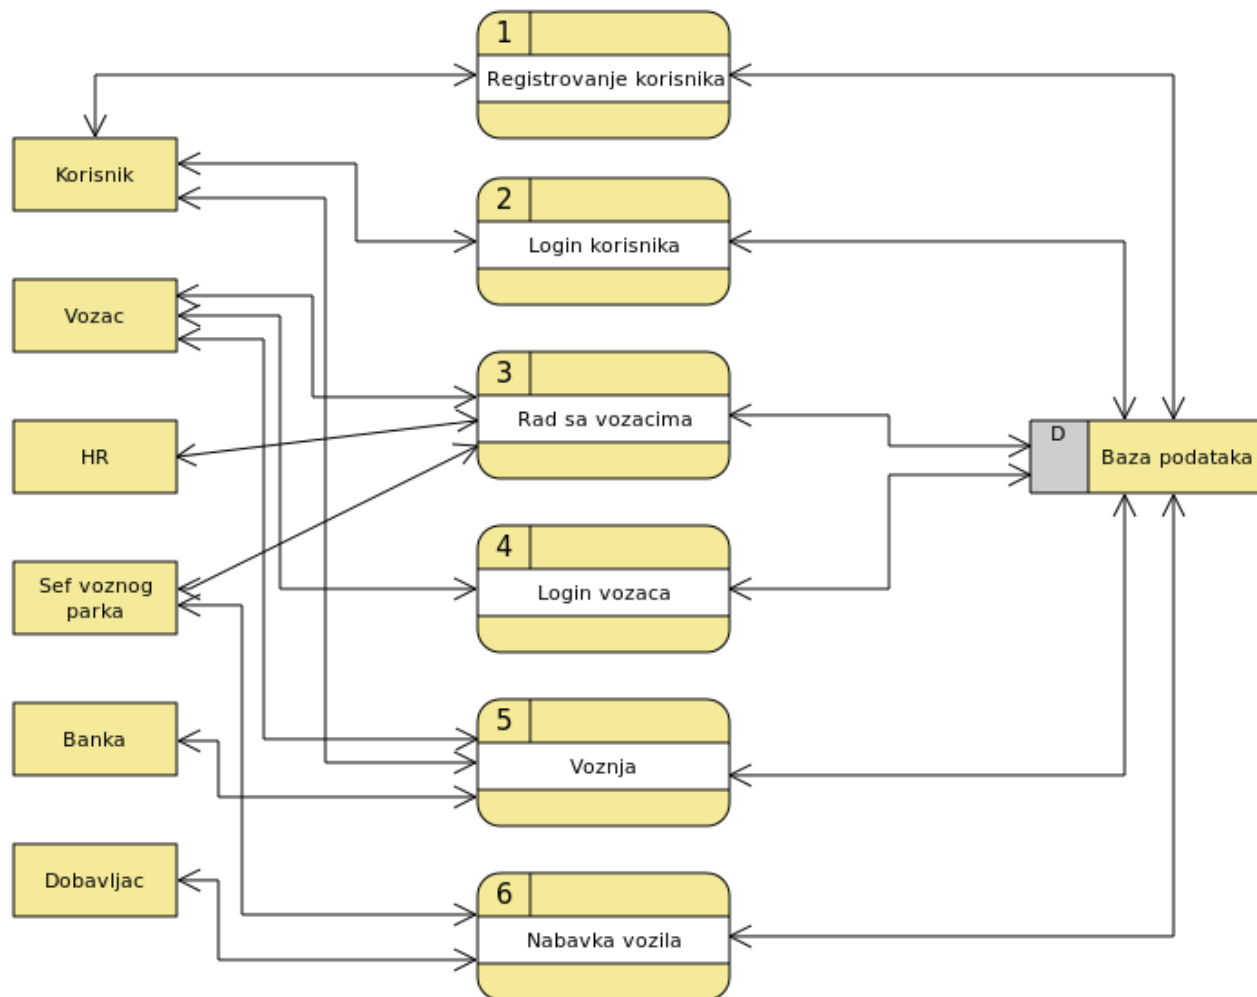 1
Registrovanje korisnika
Korisnik
2
Login korisnika
Vozac
3
Rad sa vozacima
HR
D
Baza podataka
4
Login vozaca
Sef voznog
parka
5
Voznja
Banka
6
Nabavka vozila
Dobavljac